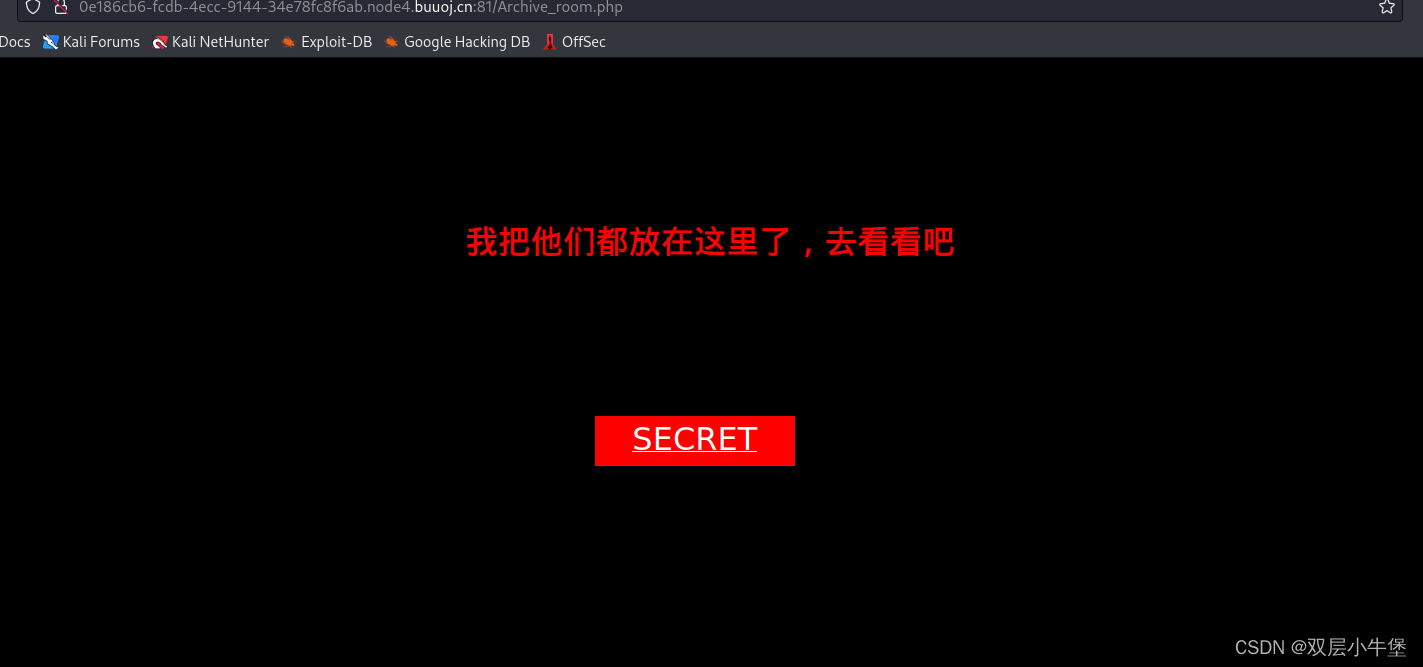 0e186cb6-fcdb-4ecc-9144-34e78fc8f6ab.node4.buuoj.cn:81/Archive_room.php
Docs Kali Forums Kali NetHunter Exploit-DB Google Hacking DB OffSec
我把他们都放在这里了，去看看吧
SECRET
CSDN @双层小牛堡